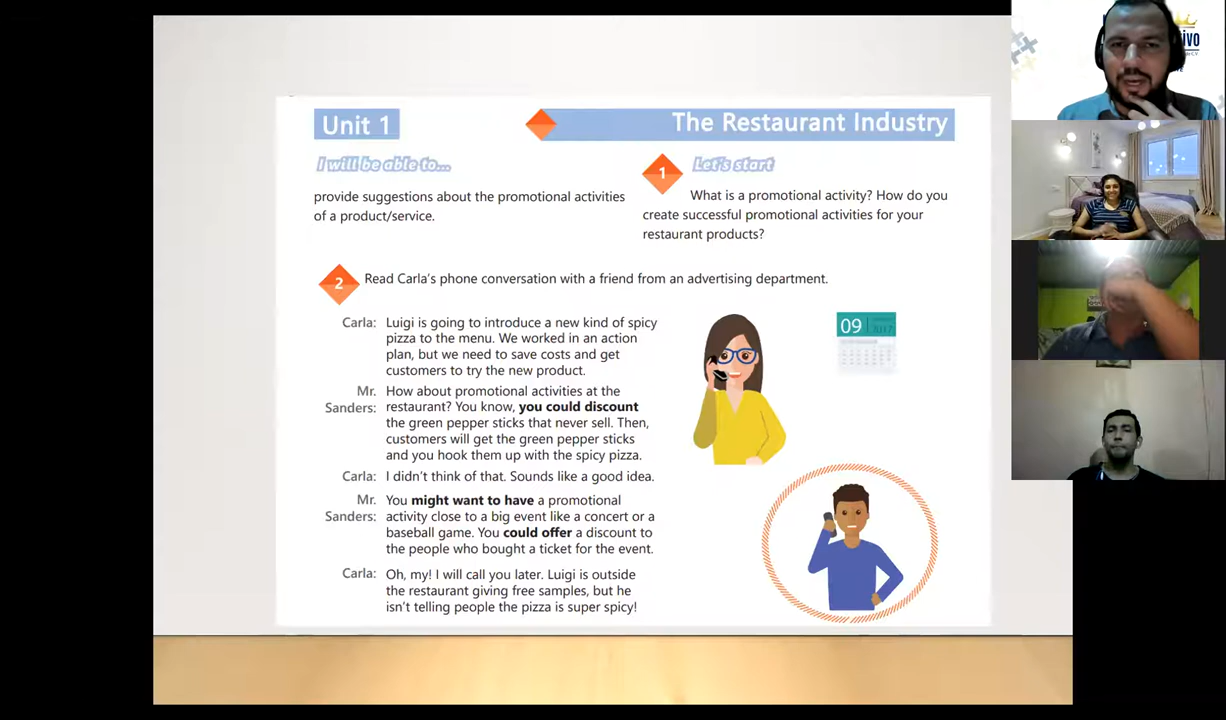 Unit 1
The Restaurant Industry
I will be able to...
provide suggestions about the promotional activities
of a product/service.
1
Let's start
What is a promotional activity? How do you
create successful promotional activities for your
restaurant products?
2
Read Carla's phone conversation with a friend from an advertising department.
Carla: Luigi is going to introduce a new kind of spicy
pizza to the menu. We worked in an action
plan, but we need to save costs and get
customers to try the new product.
Mr. How about promotional activities at the
Sanders: restaurant? You know, you could discount
the green pepper sticks that never sell. Then,
customers will get the green pepper sticks
and you hook them up with the spicy pizza.
Carla: I didn't think of that. Sounds like a good idea.
Mr. You might want to have a promotional
Sanders: activity close to a big event like a concert or a
baseball game. You could offer a discount to
the people who bought a ticket for the event.
Carla: Oh, my! I will call you later. Luigi is outside
the restaurant giving free samples, but he
isn't telling people the pizza is super spicy!
09
2017